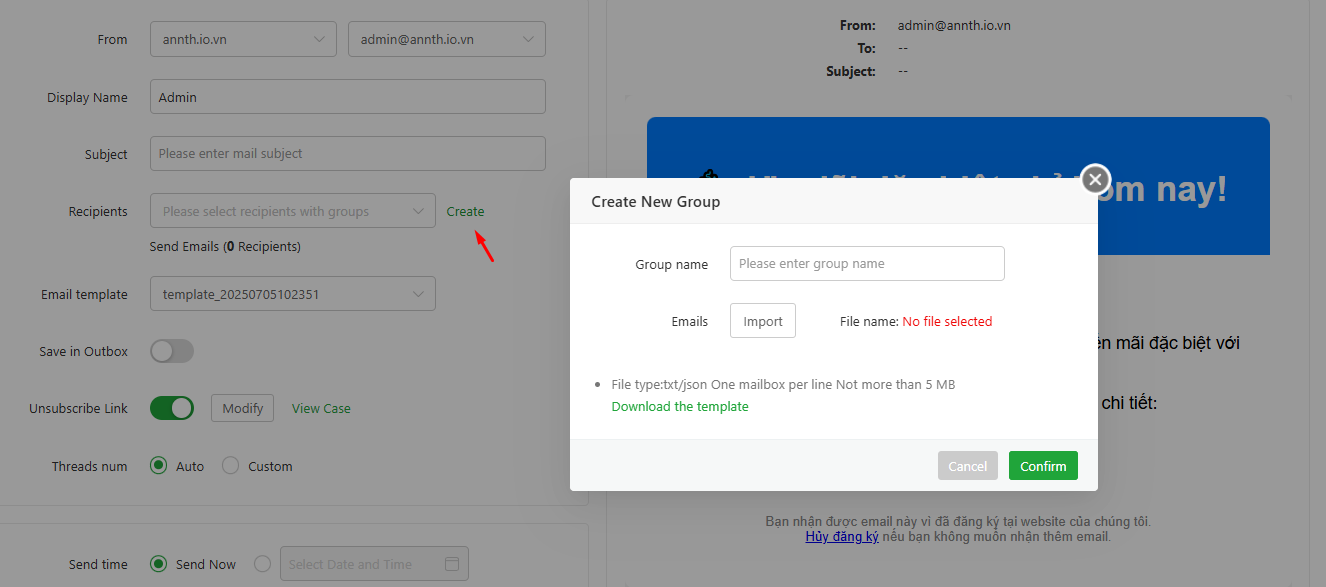 From annth.io.vn admin@annth.io.vn
Display Name Admin
Subject Please enter mail subject
Recipients Please select recipients with groups Create
Send Emails (0 Recipients)
Email template template_20250705102351
Save in Outbox
Unsubscribe Link Modify View Case
Threads num Auto Custom
Send time Send Now Select Date and Time
From: admin@annth.io.vn
To: --
Subject: --
nay!
Create New Group
Group name Please enter group name
Emails Import File name: No file selected
File type:txt/json One mailbox per line Not more than 5 MB
Download the template
Cancel Confirm
mãi đặc biệt với
chi tiết:
Bạn nhận được email này vì đã đăng ký tại website của chúng tôi.
Hủy đăng ký nếu bạn không muốn nhận thêm email.